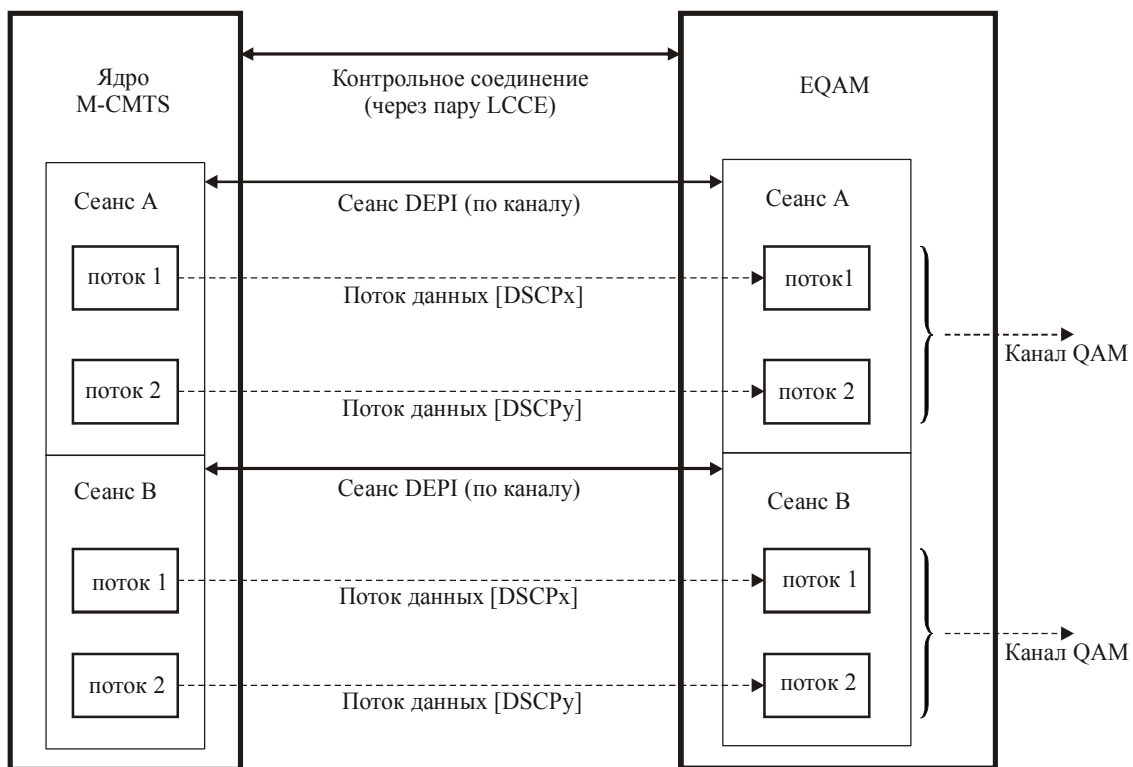 Ядро
M-CMTS
Контрольное соединение
(через пару LCCE)
EQAM
Сеанс A
Сеанс DEPI (по каналу)
Сеанс A
поток 1
Поток данных [DSCPx]
поток1
Канал QAM
поток 2
Поток данных [DSCPy]
поток 2
Сеанс B
Сеанс DEPI (по каналу)
Сеанс B
поток 1
Поток данных [DSCPx]
поток 1
Канал QAM
поток 2
Поток данных [DSCPy]
поток 2